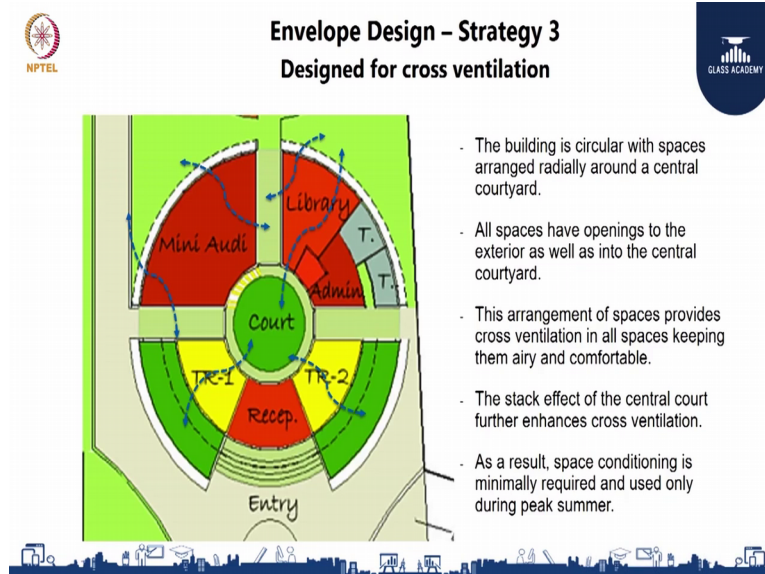 NPTEL
Envelope Design – Strategy 3
Designed for cross ventilation
GLASS ACADEMY
Library
T.
Mini Audi
T.
Admin
Court
TR-1
TR-2
Recep.
Entry
- The building is circular with spaces
arranged radially around a central
courtyard.
- All spaces have openings to the
exterior as well as into the central
courtyard.
- This arrangement of spaces provides
cross ventilation in all spaces keeping
them airy and comfortable.
- The stack effect of the central court
further enhances cross ventilation.
- As a result, space conditioning is
minimally required and used only
during peak summer.